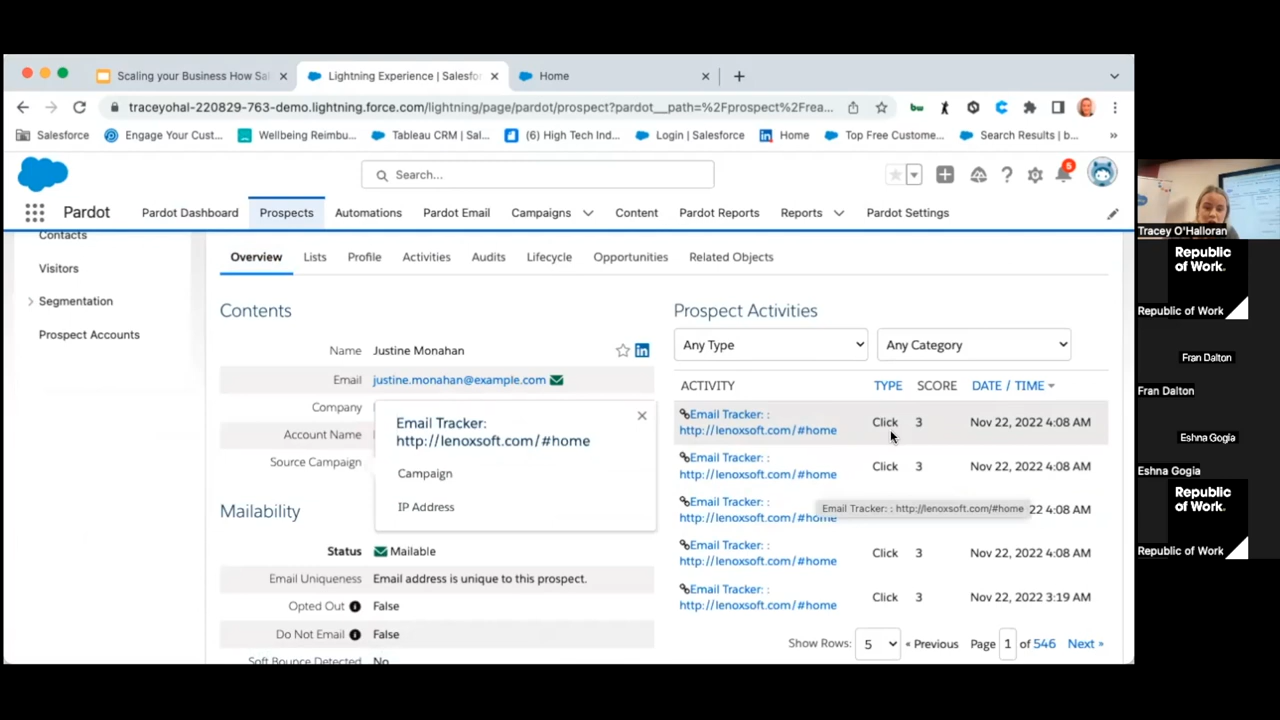 Scaling your Business How Sal
Lightning Experience | Salesfo
Home
traceyohal-220829-763-demo.lightning.force.com/lightning/page/pardot/prospect?pardot__path=%2Fprospect%2Frea...
Salesforce
Engage Your Cust...
Wellbeing Reimbu...
Tableau CRM | Sal...
(6) High Tech Ind...
Login | Salesforce
Home
Top Free Custome...
Search Results | b...
»
Search...
5
Pardot
Pardot Dashboard
Prospects
Automations
Pardot Email
Campaigns
Content
Pardot Reports
Reports
Pardot Settings
Contacts
Visitors
Segmentation
Prospect Accounts
Overview
Lists
Profile
Activities
Audits
Lifecycle
Opportunities
Related Objects
Contents
Name Justine Monahan
Email justine.monahan@example.com
Company
Account Name
Source Campaign
Email Tracker:
http://lenoxsoft.com/#home
Campaign
IP Address
Mailability
Status Mailable
Email Uniqueness Email address is unique to this prospect.
Opted Out False
Do Not Email False
Soft Bounce Detected No
Prospect Activities
Any Type
Any Category
ACTIVITY TYPE SCORE DATE / TIME
Email Tracker: :
http://lenoxsoft.com/#home
Click 3 Nov 22, 2022 4:08 AM
Email Tracker: :
http://lenoxsoft.com/#home
Click 3 Nov 22, 2022 4:08 AM
Email Tracker: :
http://lenoxsoft.com/#home
Email Tracker: : http://lenoxsoft.com/#home
22 4:08 AM
Email Tracker: :
http://lenoxsoft.com/#home
Click 3 Nov 22, 2022 4:08 AM
Email Tracker: :
http://lenoxsoft.com/#home
Click 3 Nov 22, 2022 3:19 AM
Show Rows: 5 « Previous Page 1 of 546 Next »
Tracey O'Halloran
Republic
of Work.
Republic of Work
Fran Dalton
Fran Dalton
Eshna Gogia
Eshna Gogia
Republic
of Work.
Republic of Work